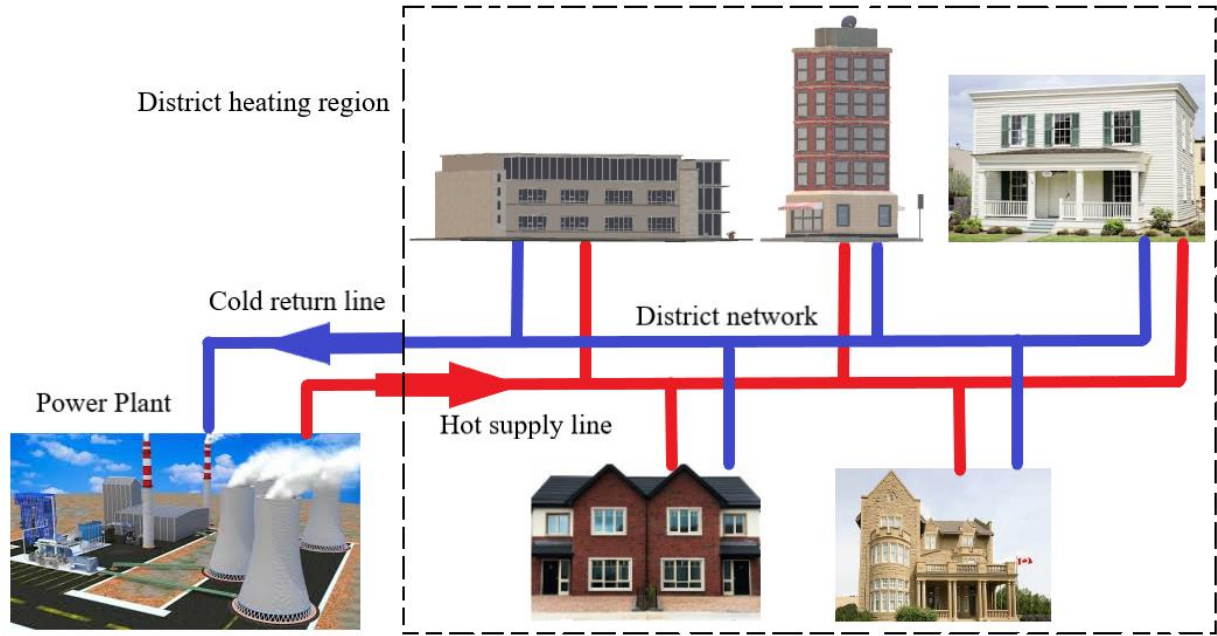 District heating region
Cold return line
District network
Power Plant
Hot supply line